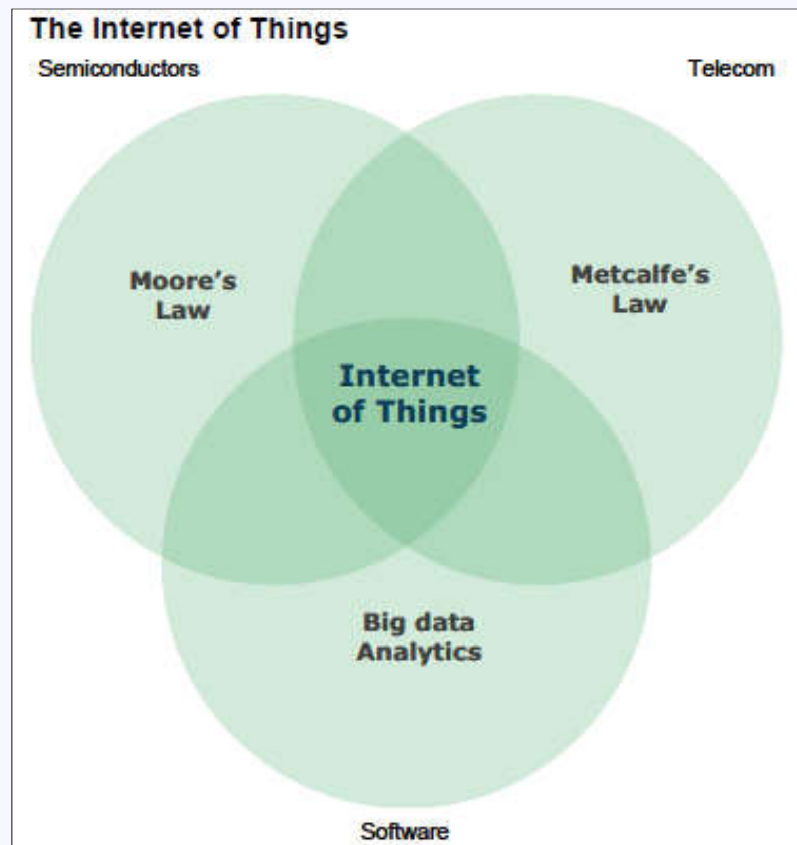 The Internet of Things
Semiconductors
Telecom
Moore's
Law
Metcalfe's
Law
Internet
of Things
Big data
Analytics
Software